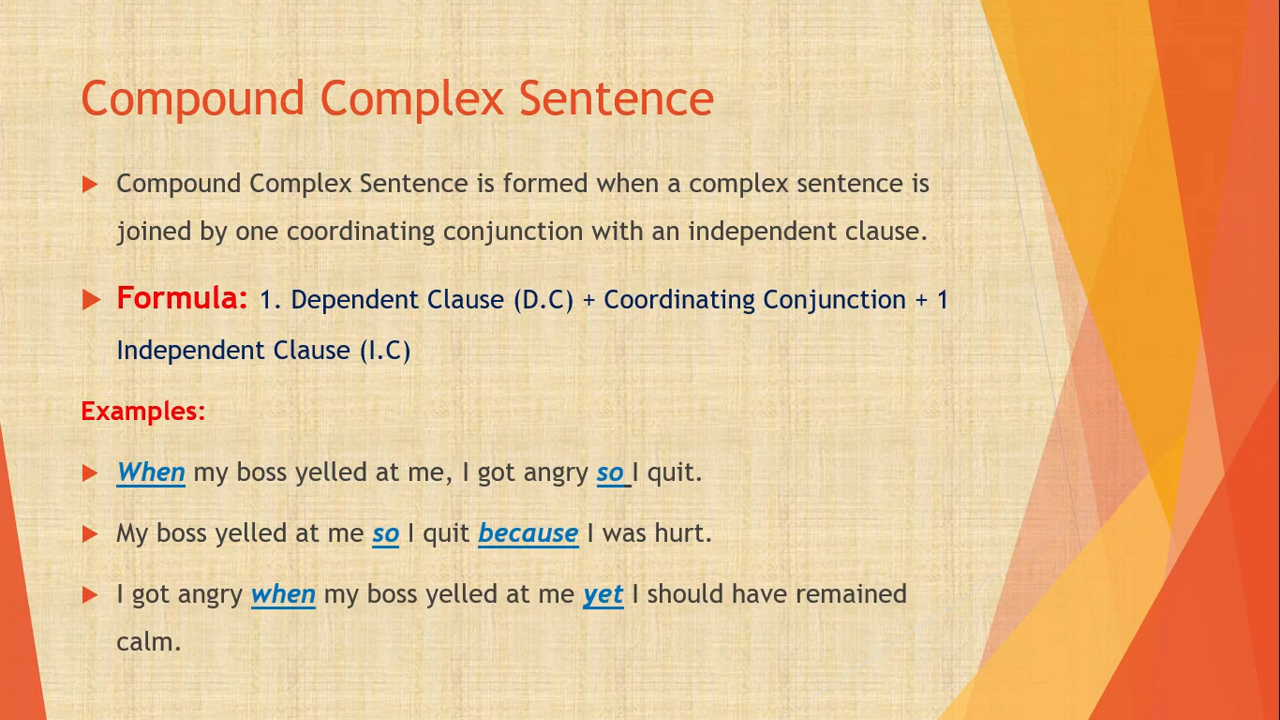 Compound Complex Sentence
Compound Complex Sentence is formed when a complex sentence is
joined by one coordinating conjunction with an independent clause.
Formula: 1. Dependent Clause (D.C) + Coordinating Conjunction + 1
Independent Clause (I.C)
Examples:
When my boss yelled at me, I got angry so I quit.
My boss yelled at me so I quit because I was hurt.
I got angry when my boss yelled at me yet I should have remained
calm.